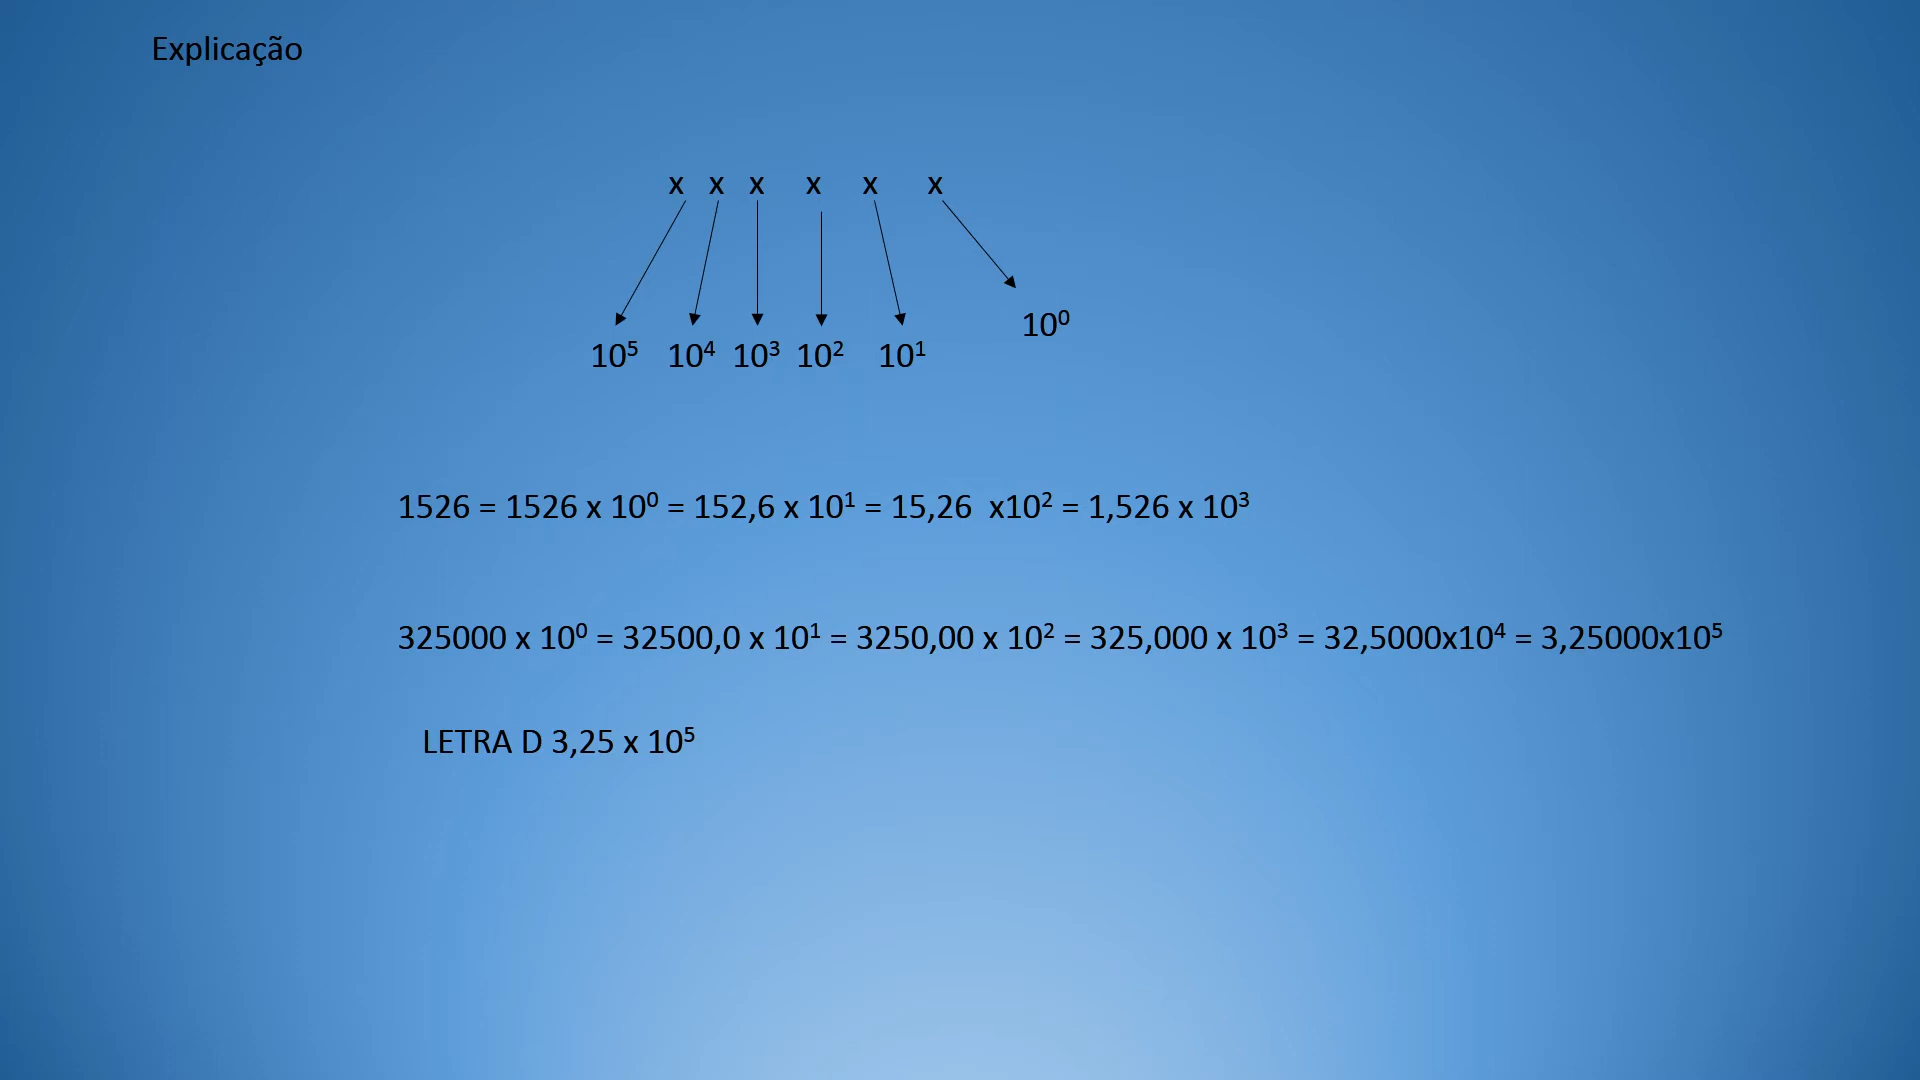 Explicação
x x x x x x
10⁵ 10⁴ 10³ 10² 10¹ 10⁰
1526 = 1526 x 10⁰ = 152,6 x 10¹ = 15,26 x10² = 1,526 x 10³
325000 x 10⁰ = 32500,0 x 10¹ = 3250,00 x 10² = 325,000 x 10³ = 32,5000x10⁴ = 3,25000x10⁵
LETRA D 3,25 x 10⁵